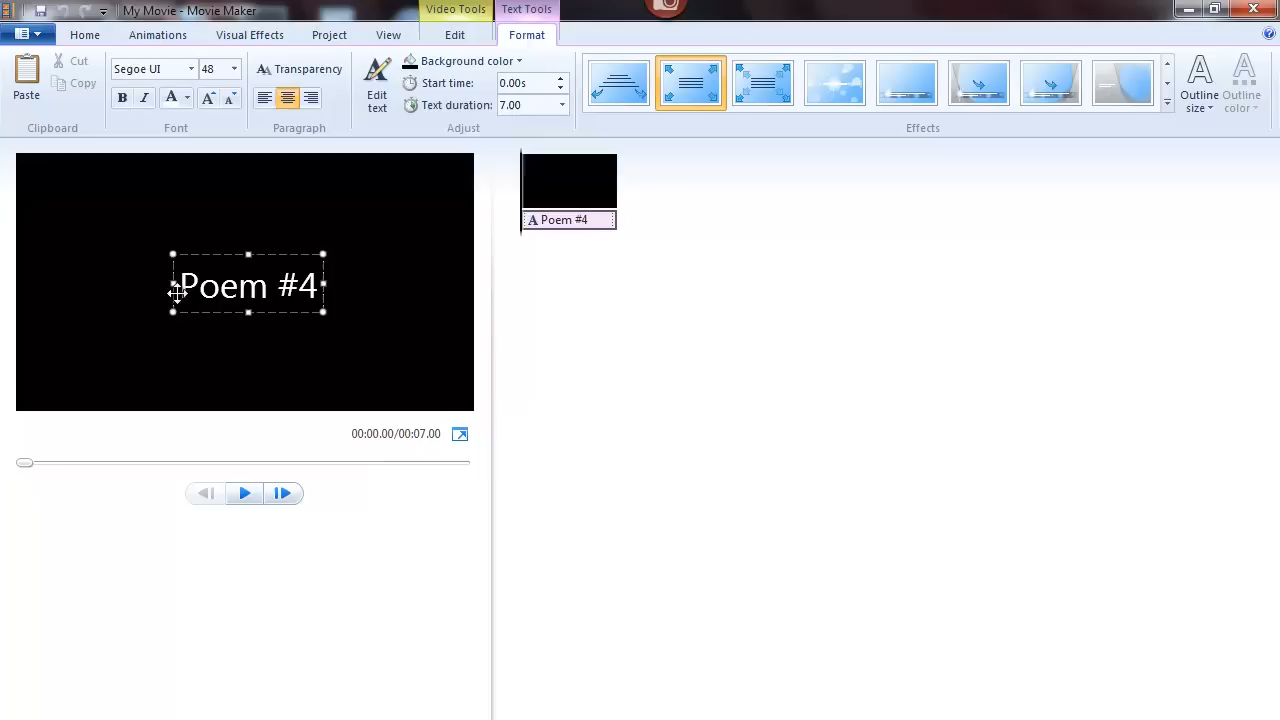 My Movie - Movie Maker
Video Tools
Text Tools
Home
Animations
Visual Effects
Project
View
Edit
Format
Paste
Cut
Copy
Clipboard
Segoe UI
48
B I A A A
Font
Transparency
Paragraph
Edit text
Background color
Start time: 0.00s
Text duration: 7.00
Adjust
Effects
A
Outline size
A
Outline color
Poem #4
A Poem #4
00:00.00/00:07.00